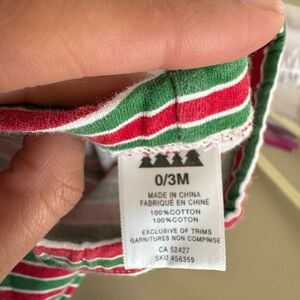 0/3M
MADE IN CHINA
FABRIQUÉ EN CHINE
100%COTTON
100%COTTON
EXCLUSIVE OF TRIMS
GARNITURES NON COMPRISE
CA 52427
SKU 456359